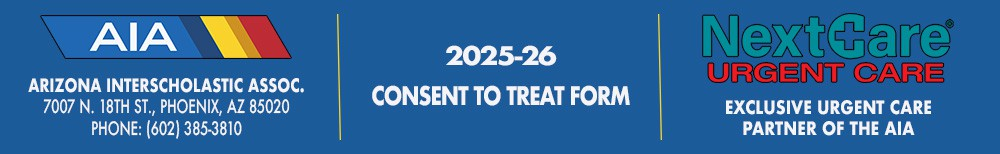 AIA
ARIZONA INTERSCHOLASTIC ASSOC.
7007 N. 18TH ST., PHOENIX, AZ 85020
PHONE: (602) 385-3810
2025-26
CONSENT TO TREAT FORM
NextCare®
URGENT CARE
EXCLUSIVE URGENT CARE
PARTNER OF THE AIA